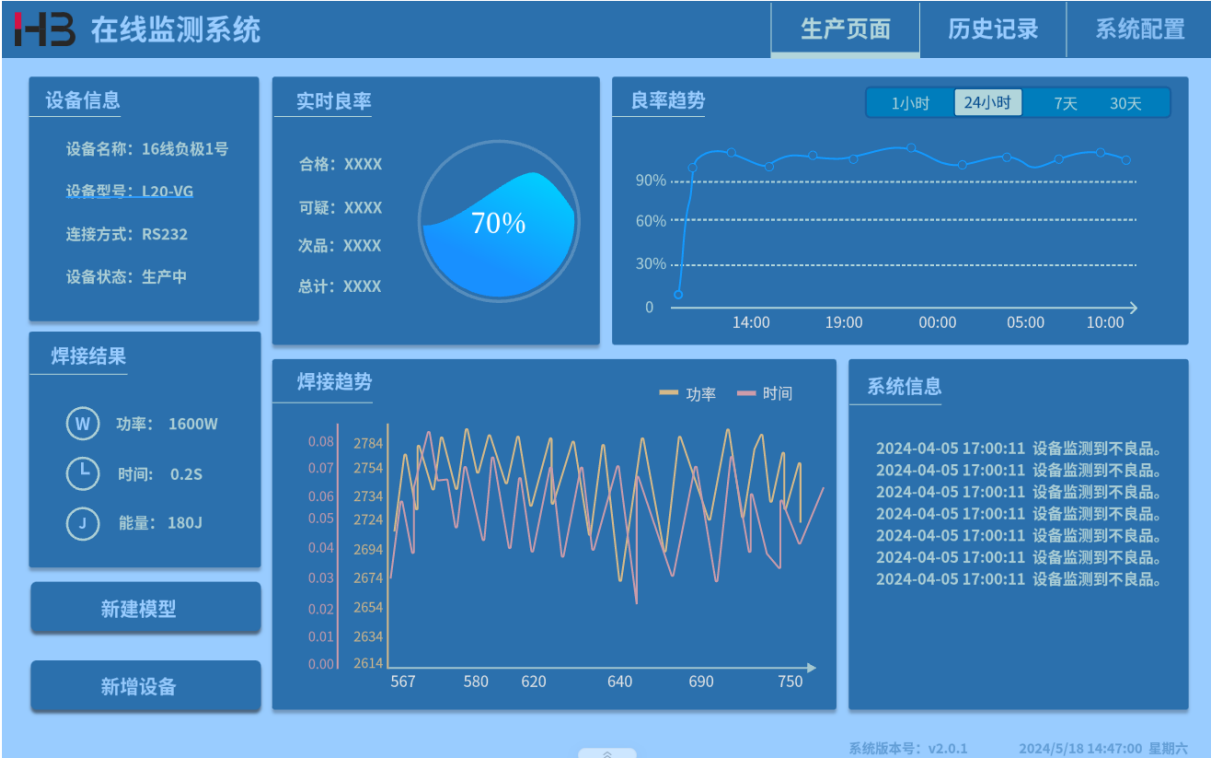 HB 在线监测系统
生产页面
历史记录
系统配置
设备信息
设备名称：16线负极1号
设备型号：L20-VG
连接方式：RS232
设备状态：生产中
实时良率
合格：XXXX
可疑：XXXX
次品：XXXX
总计：XXXX
70%
良率趋势
1小时 24小时 7天 30天
90%
60%
30%
0
14:00 19:00 00:00 05:00 10:00
焊接结果
W 功率： 1600W
时间： 0.2S
J 能量：180J
新建模型
新增设备
焊接趋势
功率 时间
0.08 2784
0.07 2754
0.06 2734
0.05 2724
0.04 2694
0.03 2674
0.02 2654
0.01 2634
0.00 2614
567 580 620 640 690 750
系统信息
2024-04-05 17:00:11 设备监测到不良品。
2024-04-05 17:00:11 设备监测到不良品。
2024-04-05 17:00:11 设备监测到不良品。
2024-04-05 17:00:11 设备监测到不良品。
2024-04-05 17:00:11 设备监测到不良品。
2024-04-05 17:00:11 设备监测到不良品。
2024-04-05 17:00:11 设备监测到不良品。
系统版本号：v2.0.1 2024/5/18 14:47:00 星期六